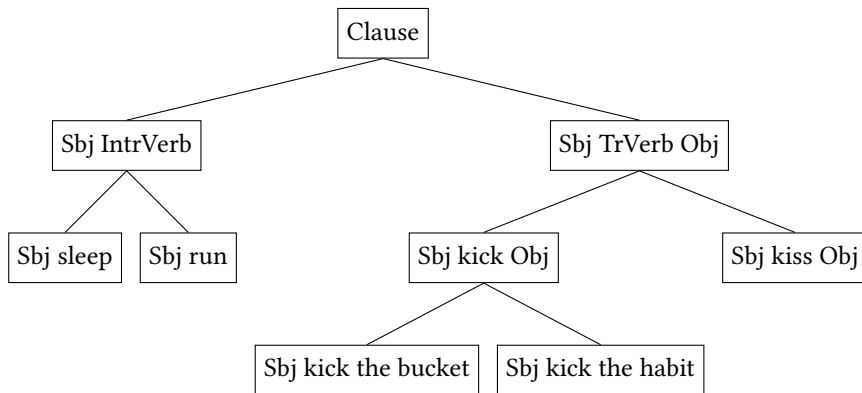 Clause
Sbj IntrVerb
Sbj TrVerb Obj
Sbj sleep
Sbj run
Sbj kick Obj
Sbj kiss Obj
Sbj kick the bucket
Sbj kick the habit